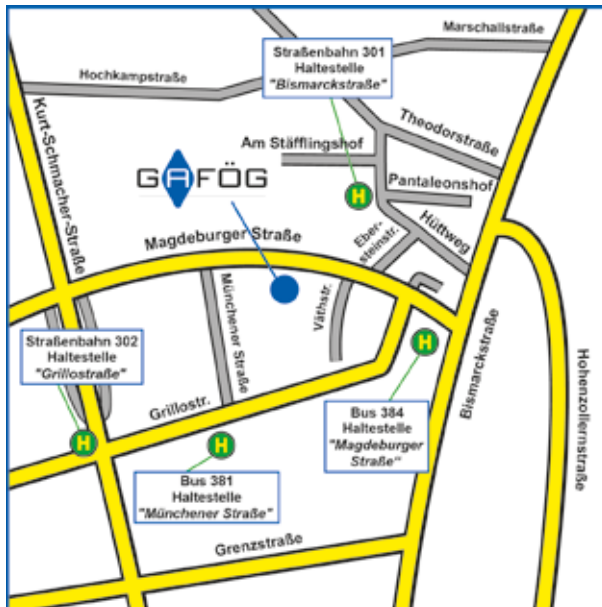 Marschallstraße
Straßenbahn 301
Haltestelle
"Bismarckstraße"
Hochkampstraße
Kurt-Schmacher-Straße
Theodorstraße
Am Stäfflingshof
GAFÖG
Pantaleonshof
Hüttweg
Eber-
steinstr.
Magdeburger Straße
Münchener Straße
Väthstr.
Straßenbahn 302
Haltestelle
"Grillostraße"
Bismarckstraße
Hohenzollernstraße
Grillostr.
Bus 384
Haltestelle
"Magdeburger
Straße"
H
H
H
H
Bus 381
Haltestelle
"Münchener Straße"
Grenzstraße